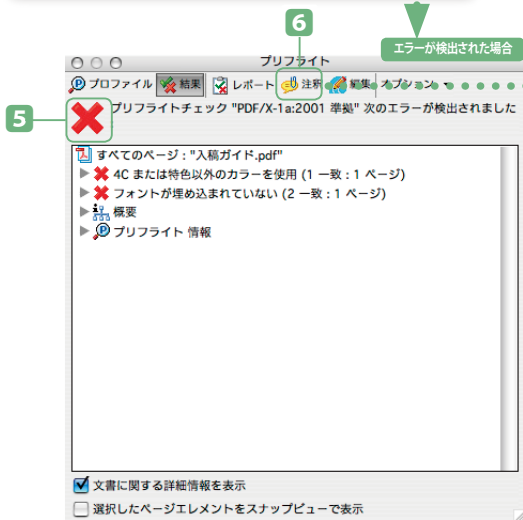 6
エラーが検出された場合
プリフライト
プロファイル 結果 レポート 注釈 編集 オプション
5
プリフライトチェック "PDF/X-1a:2001 準拠" 次のエラーが検出されました
すべてのページ : "入稿ガイド.pdf"
4C または特色以外のカラーを使用 (1 一致 : 1 ページ)
フォントが埋め込まれていない (2 一致 : 1 ページ)
概要
プリフライト 情報
文書に関する詳細情報を表示
選択したページエレメントをスナップビューで表示